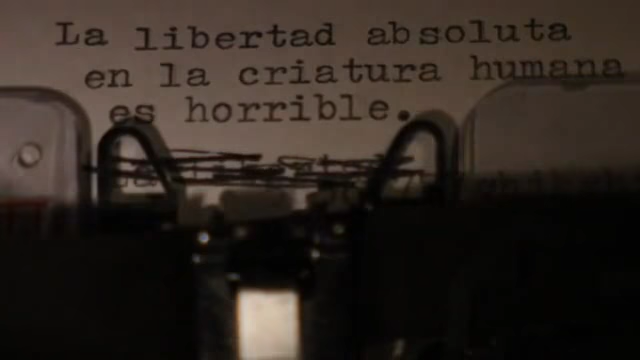 La libertad absoluta
en la criatura humana
es horrible.